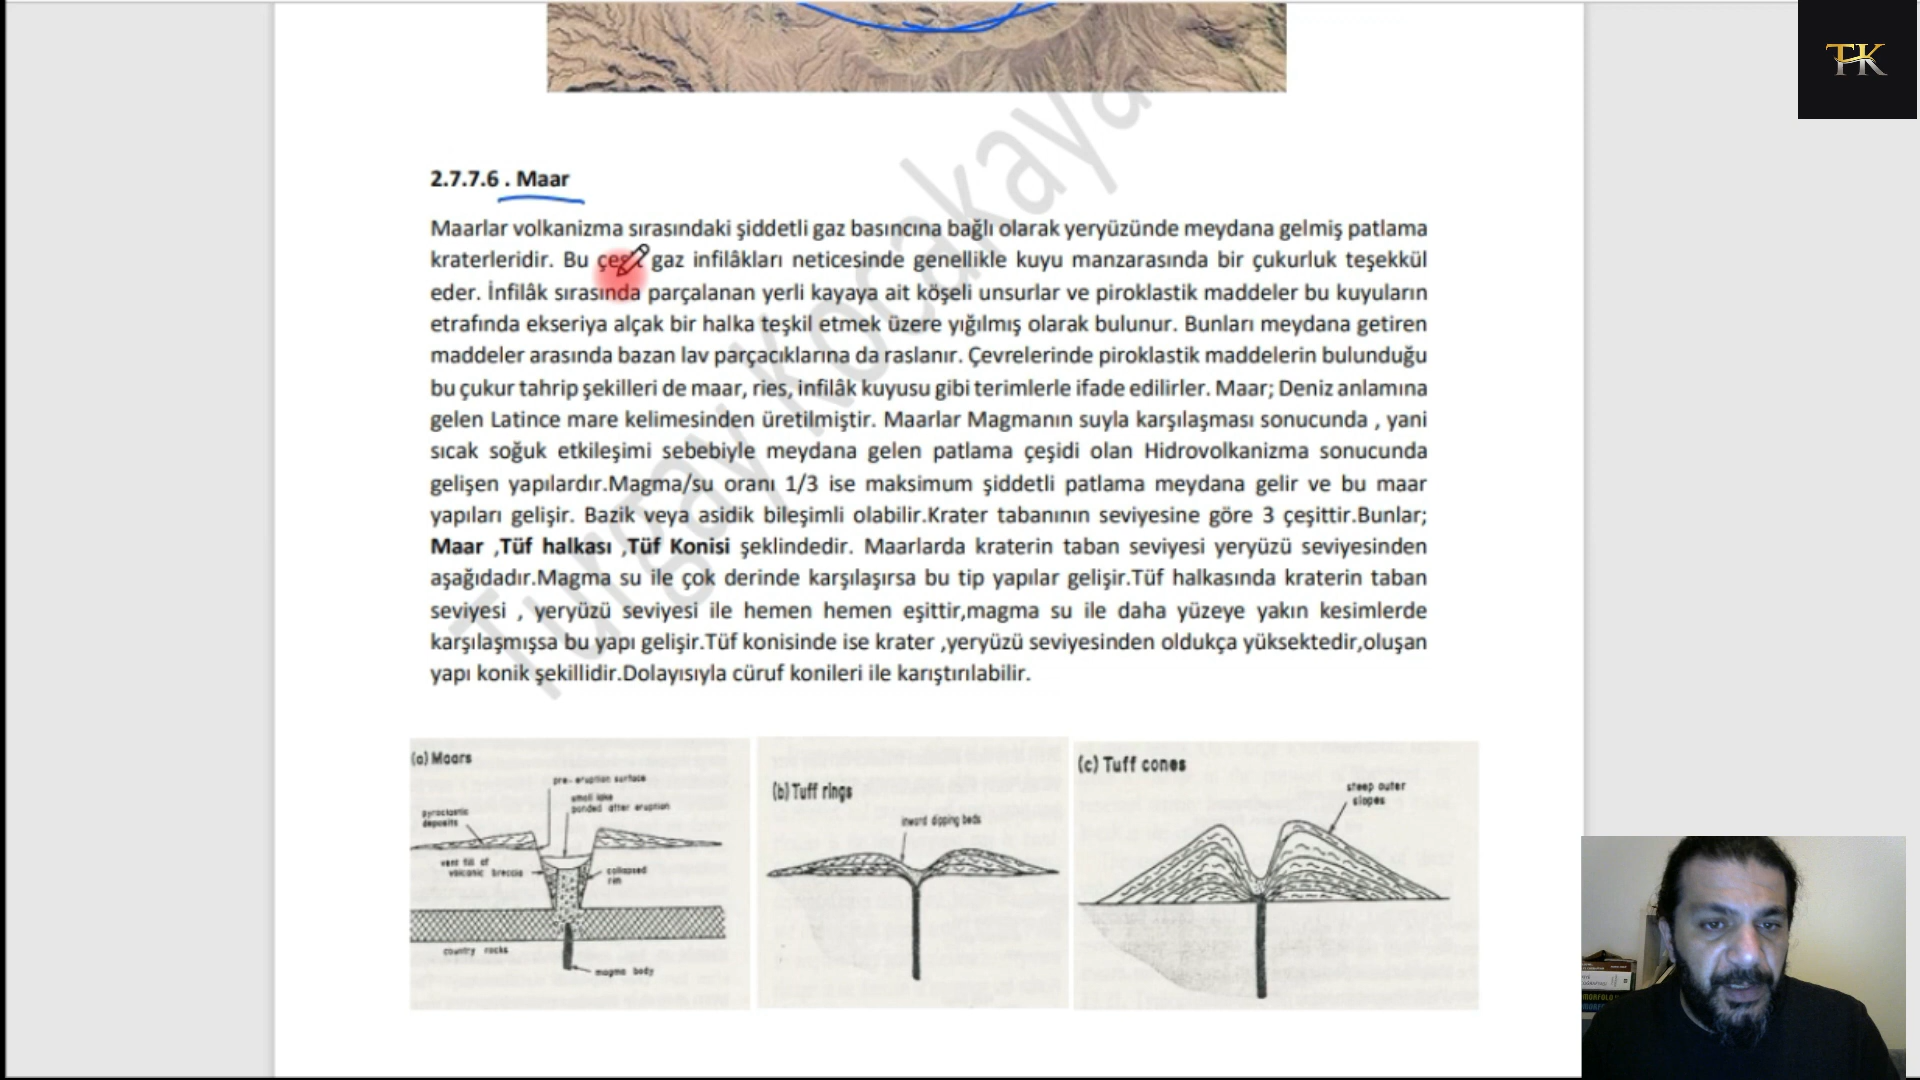 TK
2.7.7.6 . Maar
Maarlar volkanizma sırasındaki şiddetli gaz basıncına bağlı olarak yeryüzünde meydana gelmiş patlama
kraterleridir. Bu çeşit gaz infilâkları neticesinde genellikle kuyu manzarasında bir çukurluk teşekkül
eder. İnfilâk sırasında parçalanan yerli kayaya ait köşeli unsurlar ve piroklastik maddeler bu kuyuların
etrafında ekseriya alçak bir halka teşkil etmek üzere yığılmış olarak bulunur. Bunları meydana getiren
maddeler arasında bazan lav parçacıklarına da raslanır. Çevrelerinde piroklastik maddelerin bulunduğu
bu çukur tahrip şekilleri de maar, ries, infilâk kuyusu gibi terimlerle ifade edilirler. Maar; Deniz anlamına
gelen Latince mare kelimesinden üretilmiştir. Maarlar Magmanın suyla karşılaşması sonucunda , yani
sıcak soğuk etkileşimi sebebiyle meydana gelen patlama çeşidi olan Hidrovolkanizma sonucunda
gelişen yapılardır.Magma/su oranı 1/3 ise maksimum şiddetli patlama meydana gelir ve bu maar
yapıları gelişir. Bazik veya asidik bileşimli olabilir.Krater tabanının seviyesine göre 3 çeşittir.Bunlar;
Maar ,Tüf halkası ,Tüf Konisi şeklindedir. Maarlarda kraterin taban seviyesi yeryüzü seviyesinden
aşağıdadır.Magma su ile çok derinde karşılaşırsa bu tip yapılar gelişir.Tüf halkasında kraterin taban
seviyesi , yeryüzü seviyesi ile hemen hemen eşittir,magma su ile daha yüzeye yakın kesimlerde
karşılaşmışsa bu yapı gelişir.Tüf konisinde ise krater ,yeryüzü seviyesinden oldukça yüksektedir,oluşan
yapı konik şekillidir.Dolayısıyla cüruf konileri ile karıştırılabilir.
Turgay Kocakaya
(a) Maars
pre-eruption surface
small lake
ponded after eruption
pyroclastic
deposits
vent fill of
volcanic breccia
collapsed
rim
country rocks
magma body
(b) Tuff rings
inward dipping beds
(c) Tuff cones
steep outer
slopes